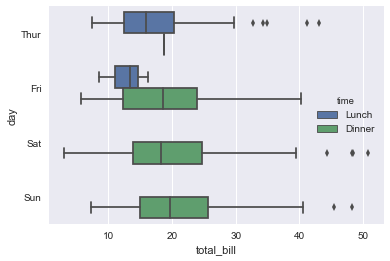 Thur
Fri
Sat
Sun
day
time
Lunch
Dinner
10
20
30
40
50
total_bill